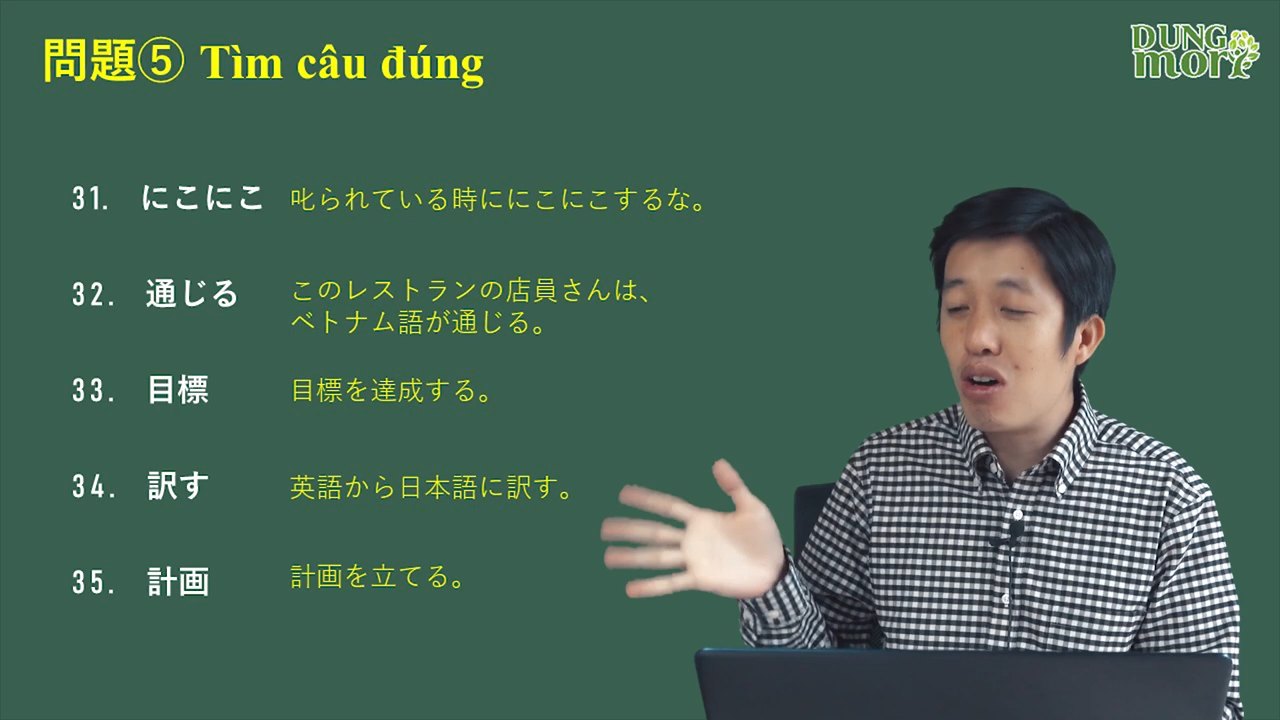 問題⑤ Tìm câu đúng
DUNG
mori
31. にこにこ 叱られている時ににこにこするな。
32. 通じる このレストランの店員さんは、
ベトナム語が通じる。
33. 目標 目標を達成する。
34. 訳す 英語から日本語に訳す。
35. 計画 計画を立てる。